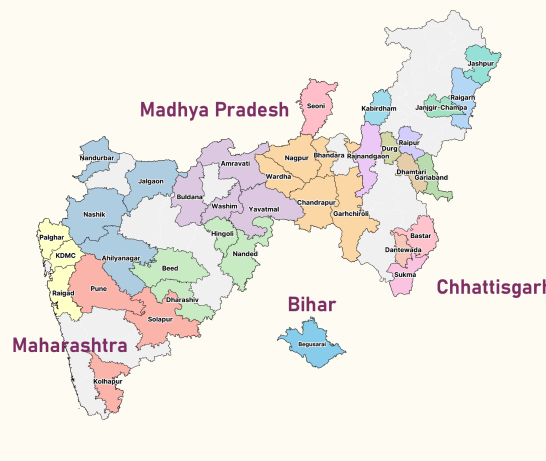 Jashpur
Raigarh
Janjgir-Champa
Seoni
Kabirdham
Madhya Pradesh
Durg
Raipur
Nandurbar
Amravati
Nagpur
Bhandara
Rajnandgaon
Jalgaon
Wardha
Dhamtari
Gariaband
Buldana
Washim
Yavatmal
Chandrapur
Garhchiroli
Nashik
Palghar
Hingoli
Bastar
KDMC
Ahilyanagar
Nanded
Dantewada
Beed
Sukma
Raigad
Pune
Dharashiv
Chhattisgarh
Bihar
Solapur
Maharashtra
Begusarai
Kolhapur